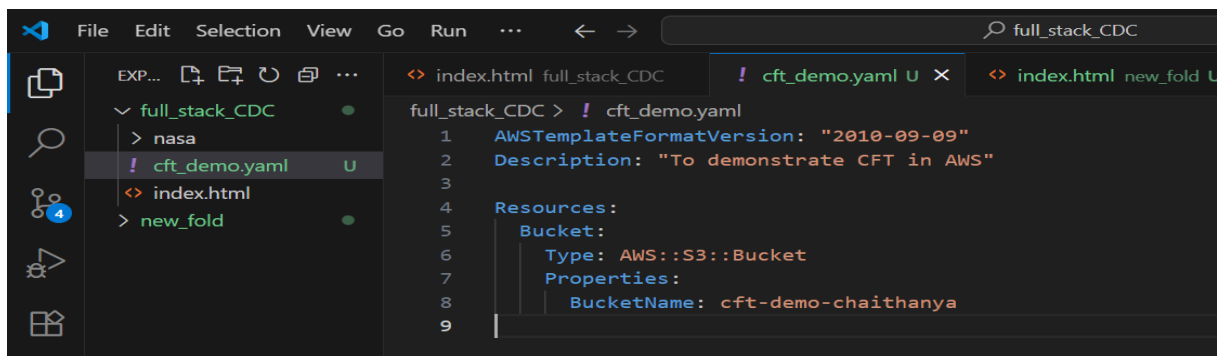 File Edit Selection View Go Run ··· ← → full_stack_CDC
EXP... ···
full_stack_CDC
nasa
! cft_demo.yaml U
<> index.html
new_fold
4
<> index.html full_stack_CDC ! cft_demo.yaml U × <> index.html new_fold U
full_stack_CDC > ! cft_demo.yaml
1 AWSTemplateFormatVersion: "2010-09-09"
2 Description: "To demonstrate CFT in AWS"
3
4 Resources:
5 Bucket:
6 Type: AWS::S3::Bucket
7 Properties:
8 BucketName: cft-demo-chaithanya
9